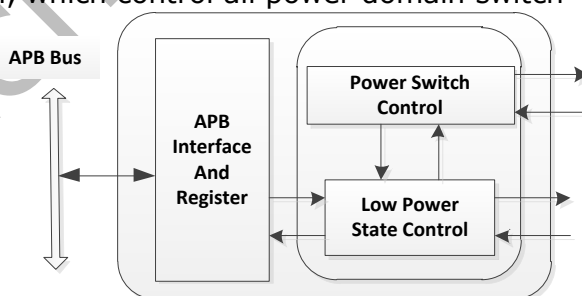 which control all power domain switch
APB Bus
Power Switch
Control
APB
Interface
And
Register
Low Power
State Control